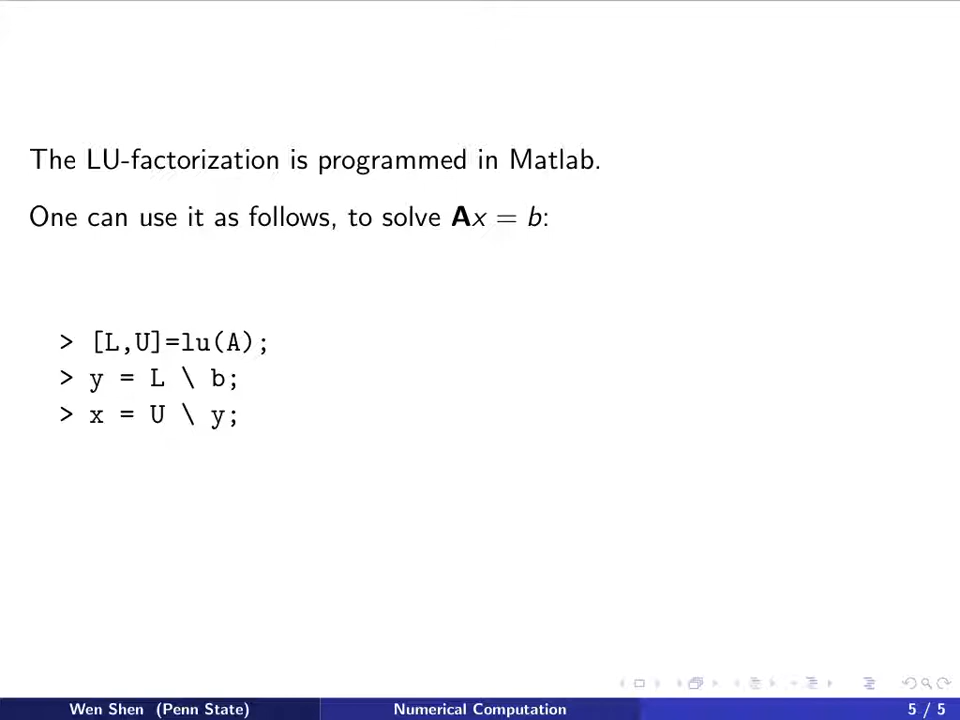 The LU-factorization is programmed in Matlab.
One can use it as follows, to solve Ax = b:
> [L,U]=lu(A);
> y = L \ b;
> x = U \ y;
Wen Shen (Penn State)
Numerical Computation
5 / 5